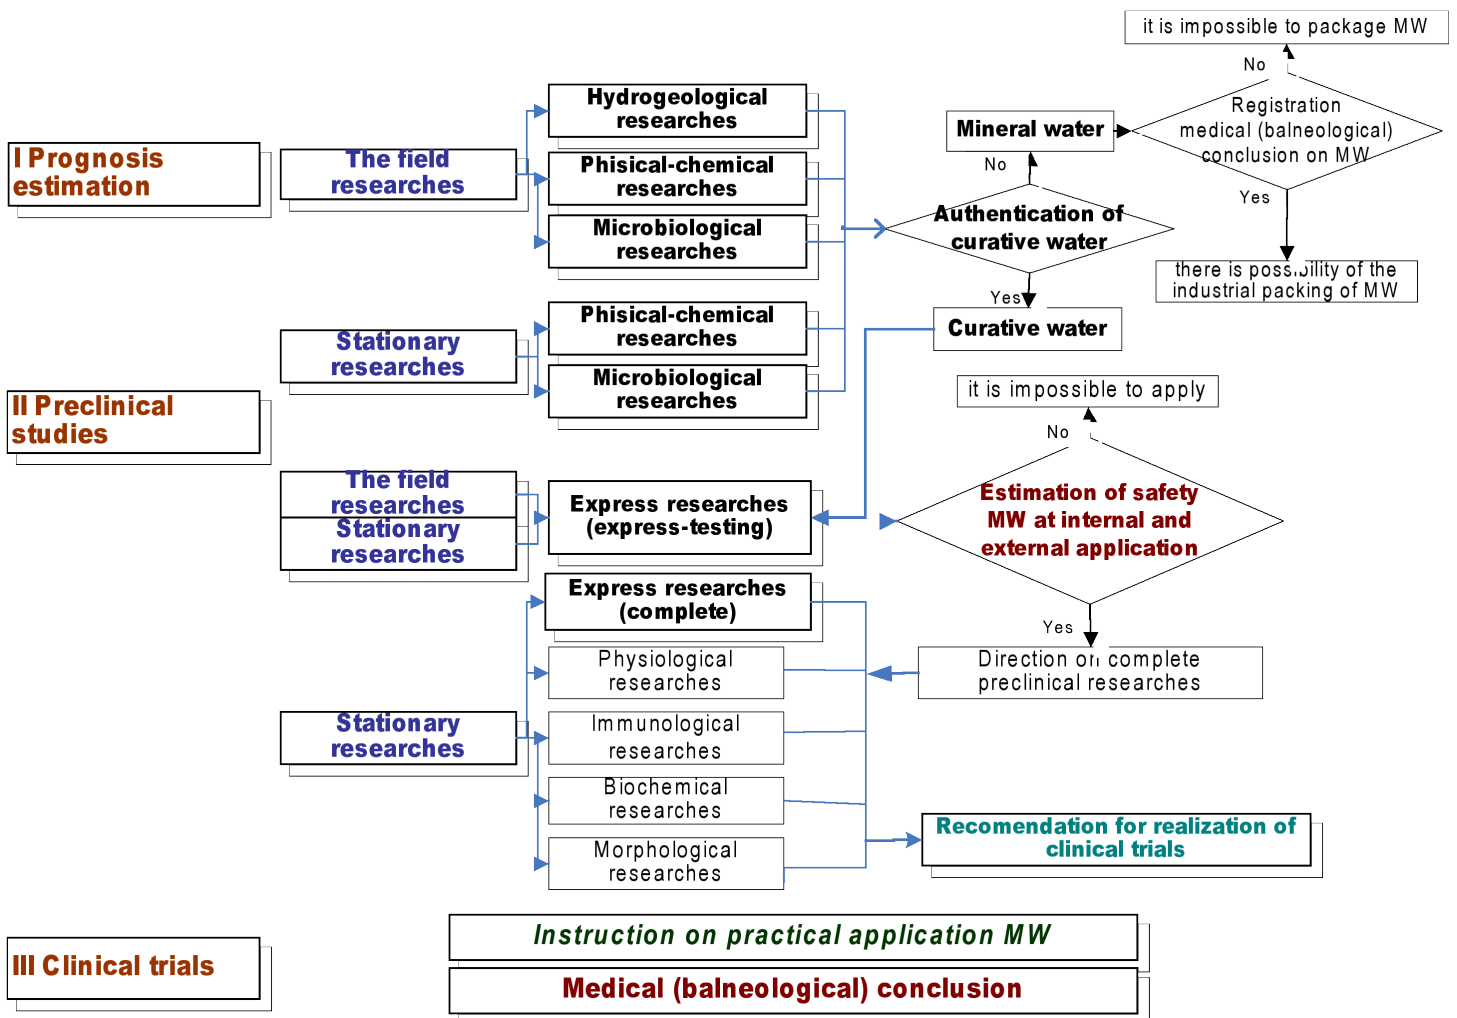 it is impossible to package MW
No
Registration
medical (balneological)
conclusion on MW
Yes
there is possibility of the
industrial packing of MW
Mineral water
No
Authentication of
curative water
Yes
Curative water
I Prognosis
estimation
The field
researches
Hydrogeological
researches
Phisical-chemical
researches
Microbiological
researches
Stationary
researches
Phisical-chemical
researches
Microbiological
researches
II Preclinical
studies
The field
researches
Stationary
researches
Express researches
(express-testing)
it is impossible to apply
No
Estimation of safety
MW at internal and
external application
Yes
Direction on complete
preclinical researches
Express researches
(complete)
Physiological
researches
Stationary
researches
Immunological
researches
Biochemical
researches
Morphological
researches
Recomendation for realization of
clinical trials
III Clinical trials
Instruction on practical application MW
Medical (balneological) conclusion